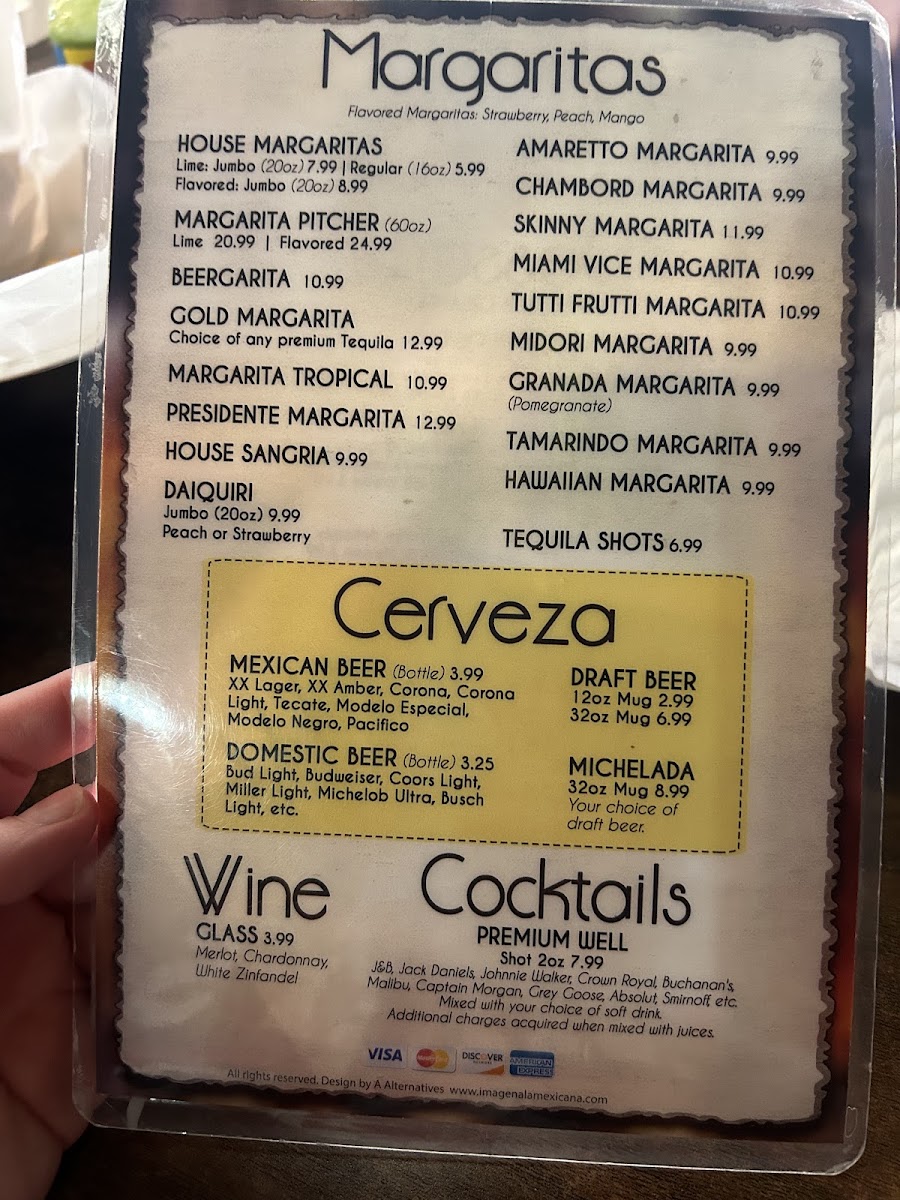 Margaritas
Flavored Margaritas: Strawberry, Peach, Mango
HOUSE MARGARITAS
Lime: Jumbo (20oz) 7.99 | Regular (16oz) 5.99
Flavored: Jumbo (20oz) 8.99
MARGARITA PITCHER (60oz)
Lime 20.99 | Flavored 24.99
BEERGARITA 10.99
GOLD MARGARITA
Choice of any premium Tequila 12.99
MARGARITA TROPICAL 10.99
PRESIDENTE MARGARITA 12.99
HOUSE SANGRIA 9.99
DAIQUIRI
Jumbo (20oz) 9.99
Peach or Strawberry
AMARETTO MARGARITA 9.99
CHAMBORD MARGARITA 9.99
SKINNY MARGARITA 11.99
MIAMI VICE MARGARITA 10.99
TUTTI FRUTTI MARGARITA 10.99
MIDORI MARGARITA 9.99
GRANADA MARGARITA 9.99
(Pomegranate)
TAMARINDO MARGARITA 9.99
HAWAIIAN MARGARITA 9.99
TEQUILA SHOTS 6.99
Cerveza
MEXICAN BEER (Bottle) 3.99
XX Lager, XX Amber, Corona, Corona
Light, Tecate, Modelo Especial,
Modelo Negro, Pacifico
DOMESTIC BEER (Bottle) 3.25
Bud Light, Budweiser, Coors Light,
Miller Light, Michelob Ultra, Busch
Light, etc.
DRAFT BEER
12oz Mug 2.99
32oz Mug 6.99
MICHELADA
32oz Mug 8.99
Your choice of
draft beer.
Wine
GLASS 3.99
Merlot, Chardonnay,
White Zinfandel
Cocktails
PREMIUM WELL
Shot 2oz 7.99
J&B, Jack Daniels, Johnnie Walker, Crown Royal, Buchanan's,
Malibu, Captain Morgan, Grey Goose, Absolut, Smirnoff, etc.
Mixed with your choice of soft drink.
Additional charges acquired when mixed with juices.
VISA MasterCard DISCOVER AMERICAN EXPRESS
All rights reserved. Design by A Alternatives www.imagenalamexicana.com